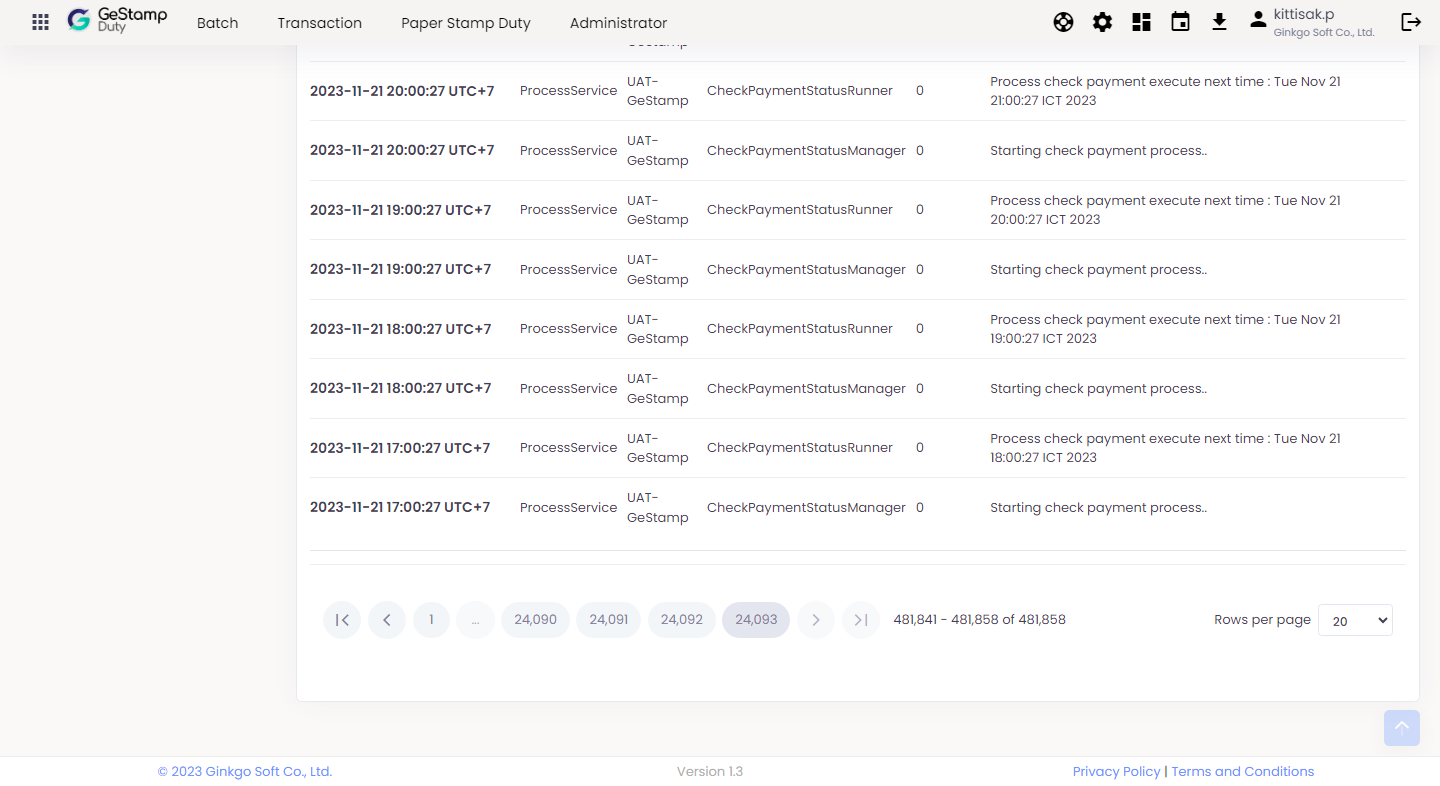 GeStamp
Duty
Batch
Transaction
Paper Stamp Duty
Administrator
kittisak.p
Ginkgo Soft Co., Ltd.
GeStamp
2023-11-21 20:00:27 UTC+7 ProcessService UAT-
GeStamp CheckPaymentStatusRunner 0 Process check payment execute next time : Tue Nov 21
21:00:27 ICT 2023
2023-11-21 20:00:27 UTC+7 ProcessService UAT-
GeStamp CheckPaymentStatusManager 0 Starting check payment process..
2023-11-21 19:00:27 UTC+7 ProcessService UAT-
GeStamp CheckPaymentStatusRunner 0 Process check payment execute next time : Tue Nov 21
20:00:27 ICT 2023
2023-11-21 19:00:27 UTC+7 ProcessService UAT-
GeStamp CheckPaymentStatusManager 0 Starting check payment process..
2023-11-21 18:00:27 UTC+7 ProcessService UAT-
GeStamp CheckPaymentStatusRunner 0 Process check payment execute next time : Tue Nov 21
19:00:27 ICT 2023
2023-11-21 18:00:27 UTC+7 ProcessService UAT-
GeStamp CheckPaymentStatusManager 0 Starting check payment process..
2023-11-21 17:00:27 UTC+7 ProcessService UAT-
GeStamp CheckPaymentStatusRunner 0 Process check payment execute next time : Tue Nov 21
18:00:27 ICT 2023
2023-11-21 17:00:27 UTC+7 ProcessService UAT-
GeStamp CheckPaymentStatusManager 0 Starting check payment process..
1 ... 24,090 24,091 24,092 24,093 481,841 - 481,858 of 481,858 Rows per page 20
© 2023 Ginkgo Soft Co., Ltd. Version 1.3 Privacy Policy | Terms and Conditions